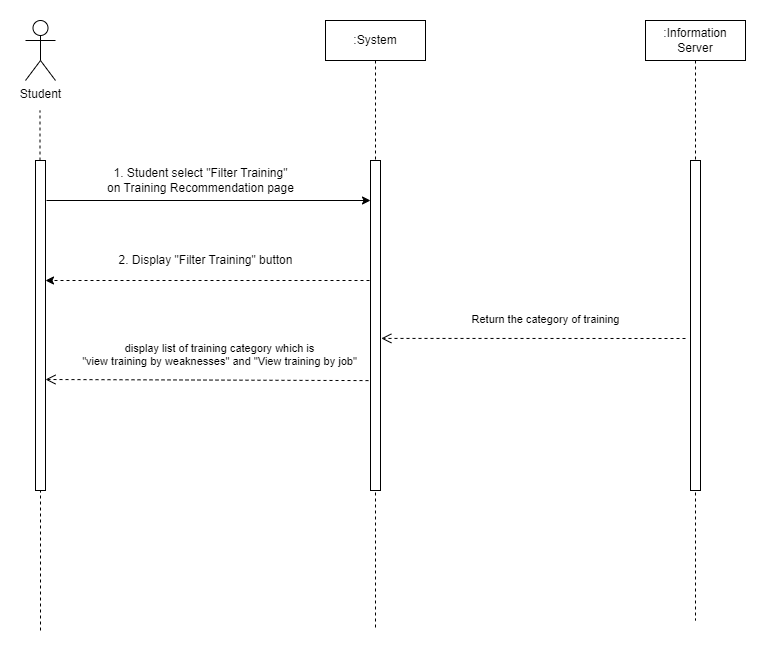 :System
:Information
Server
Student
1. Student select "Filter Training"
on Training Recommendation page
2. Display "Filter Training" button
Return the category of training
display list of training category which is
"view training by weaknesses" and "View training by job"